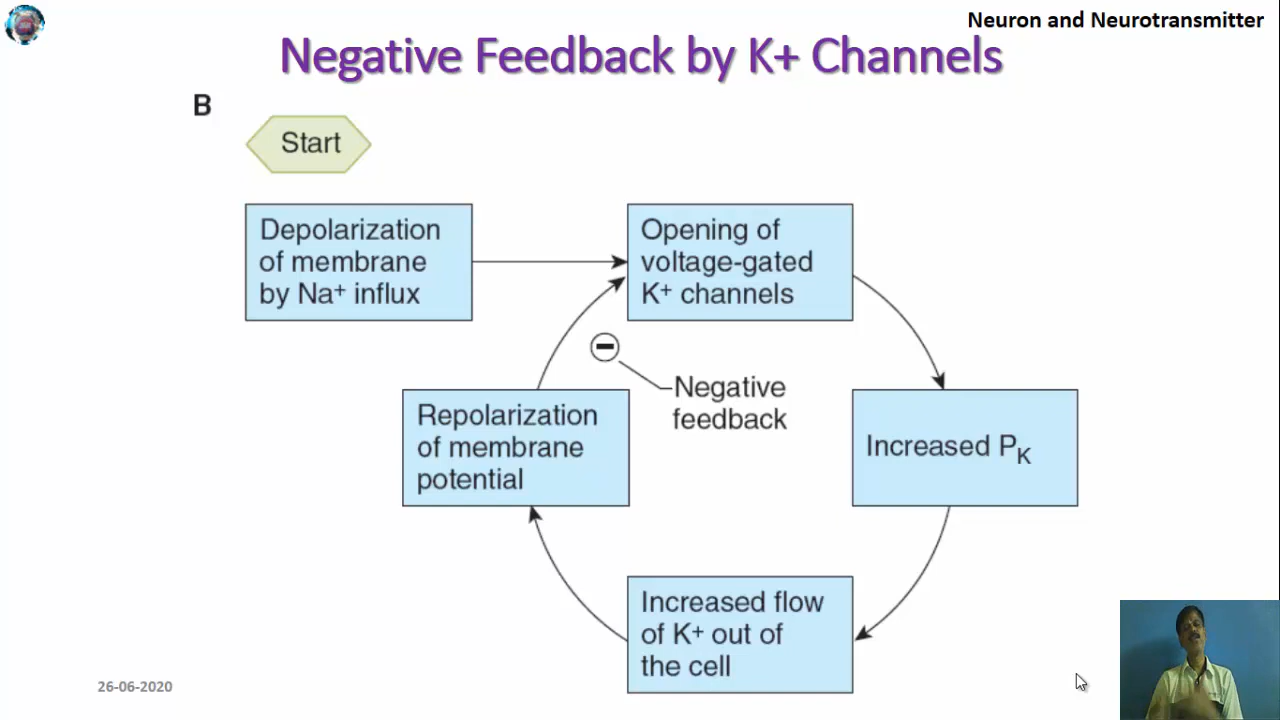 Neuron and Neurotransmitter
Negative Feedback by K+ Channels
B
Start
Depolarization
of membrane
by Na⁺ influx
Opening of
voltage-gated
K⁺ channels
Negative
feedback
Repolarization
of membrane
potential
Increased Pₖ
Increased flow
of K⁺ out of
the cell
26-06-2020